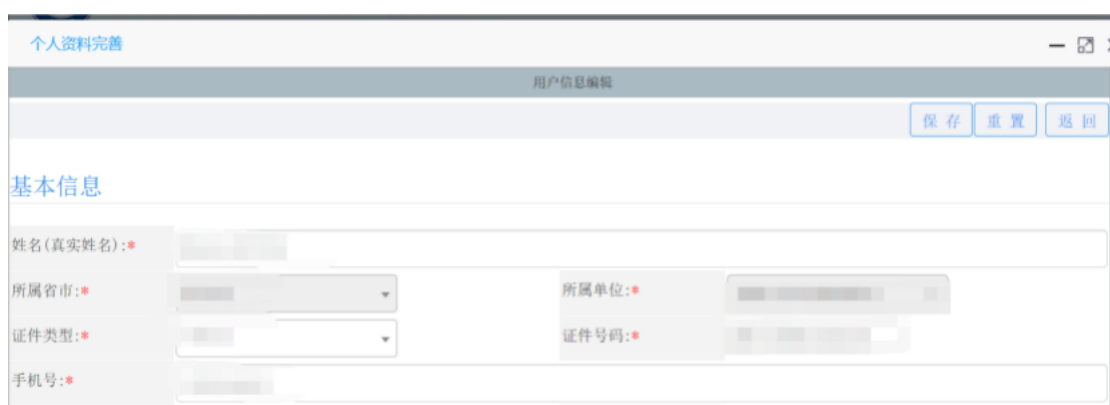 个人资料完善
用户信息编辑
保 存 重 置 返 回
基本信息
姓名(真实姓名):*
所属省市:* 所属单位:*
证件类型:* 证件号码:*
手机号:*